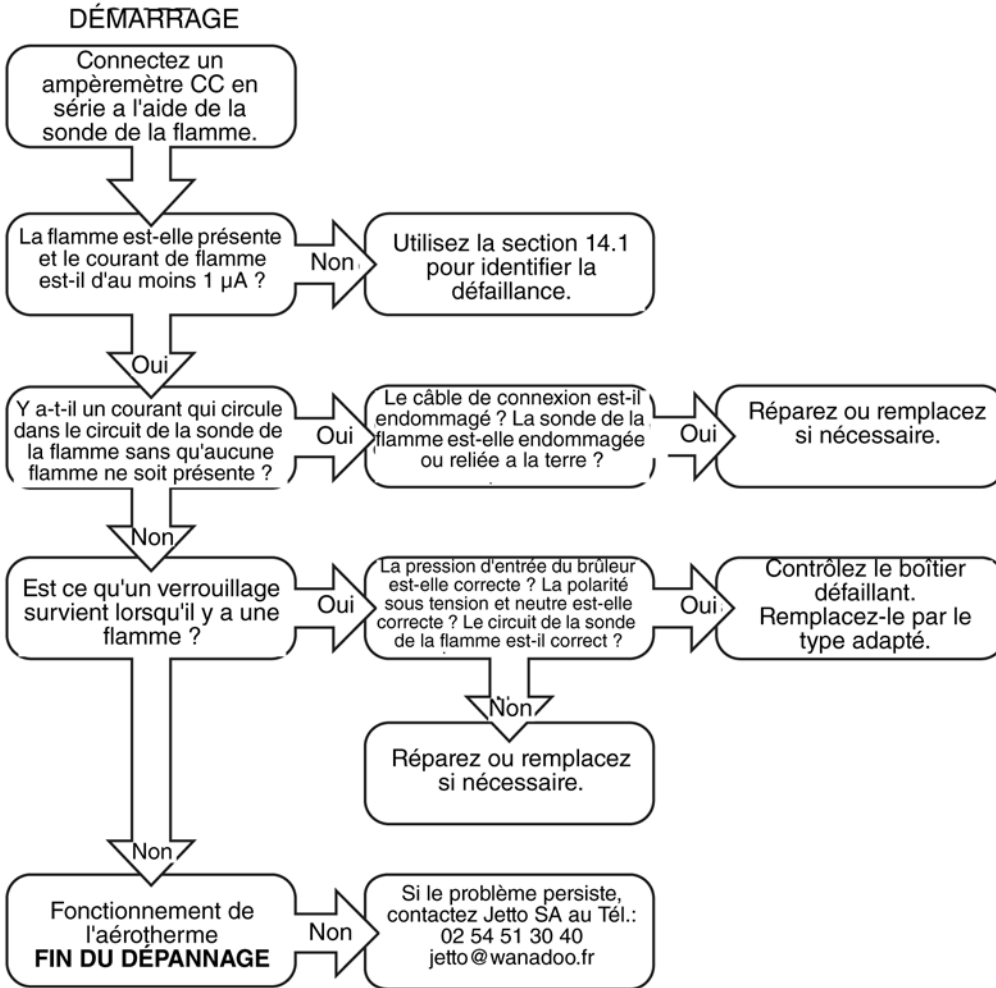 DÉMARRAGE
Connectez un
ampèremètre CC en
série a l'aide de la
sonde de la flamme.
La flamme est-elle présente
et le courant de flamme
est-il d'au moins 1 µA ?
Non
Utilisez la section 14.1
pour identifier la
défaillance.
Oui
Y a-t-il un courant qui circule
dans le circuit de la sonde de
la flamme sans qu'aucune
flamme ne soit présente ?
Oui
Le câble de connexion est-il
endommagé ? La sonde de la
flamme est-elle endommagée
ou reliée a la terre ?
Oui
Réparez ou remplacez
si nécessaire.
Non
Est ce qu'un verrouillage
survient lorsqu'il y a une
flamme ?
Oui
La pression d'entrée du brûleur
est-elle correcte ? La polarité
sous tension et neutre est-elle
correcte ? Le circuit de la sonde
de la flamme est-il correct ?
Oui
Contrôlez le boîtier
défaillant.
Remplacez-le par le
type adapté.
Non
Réparez ou remplacez
si nécessaire.
Non
Fonctionnement de
l'aérotherme
FIN DU DÉPANNAGE
Non
Si le problème persiste,
contactez Jetto SA au Tél.:
02 54 51 30 40
jetto@wanadoo.fr